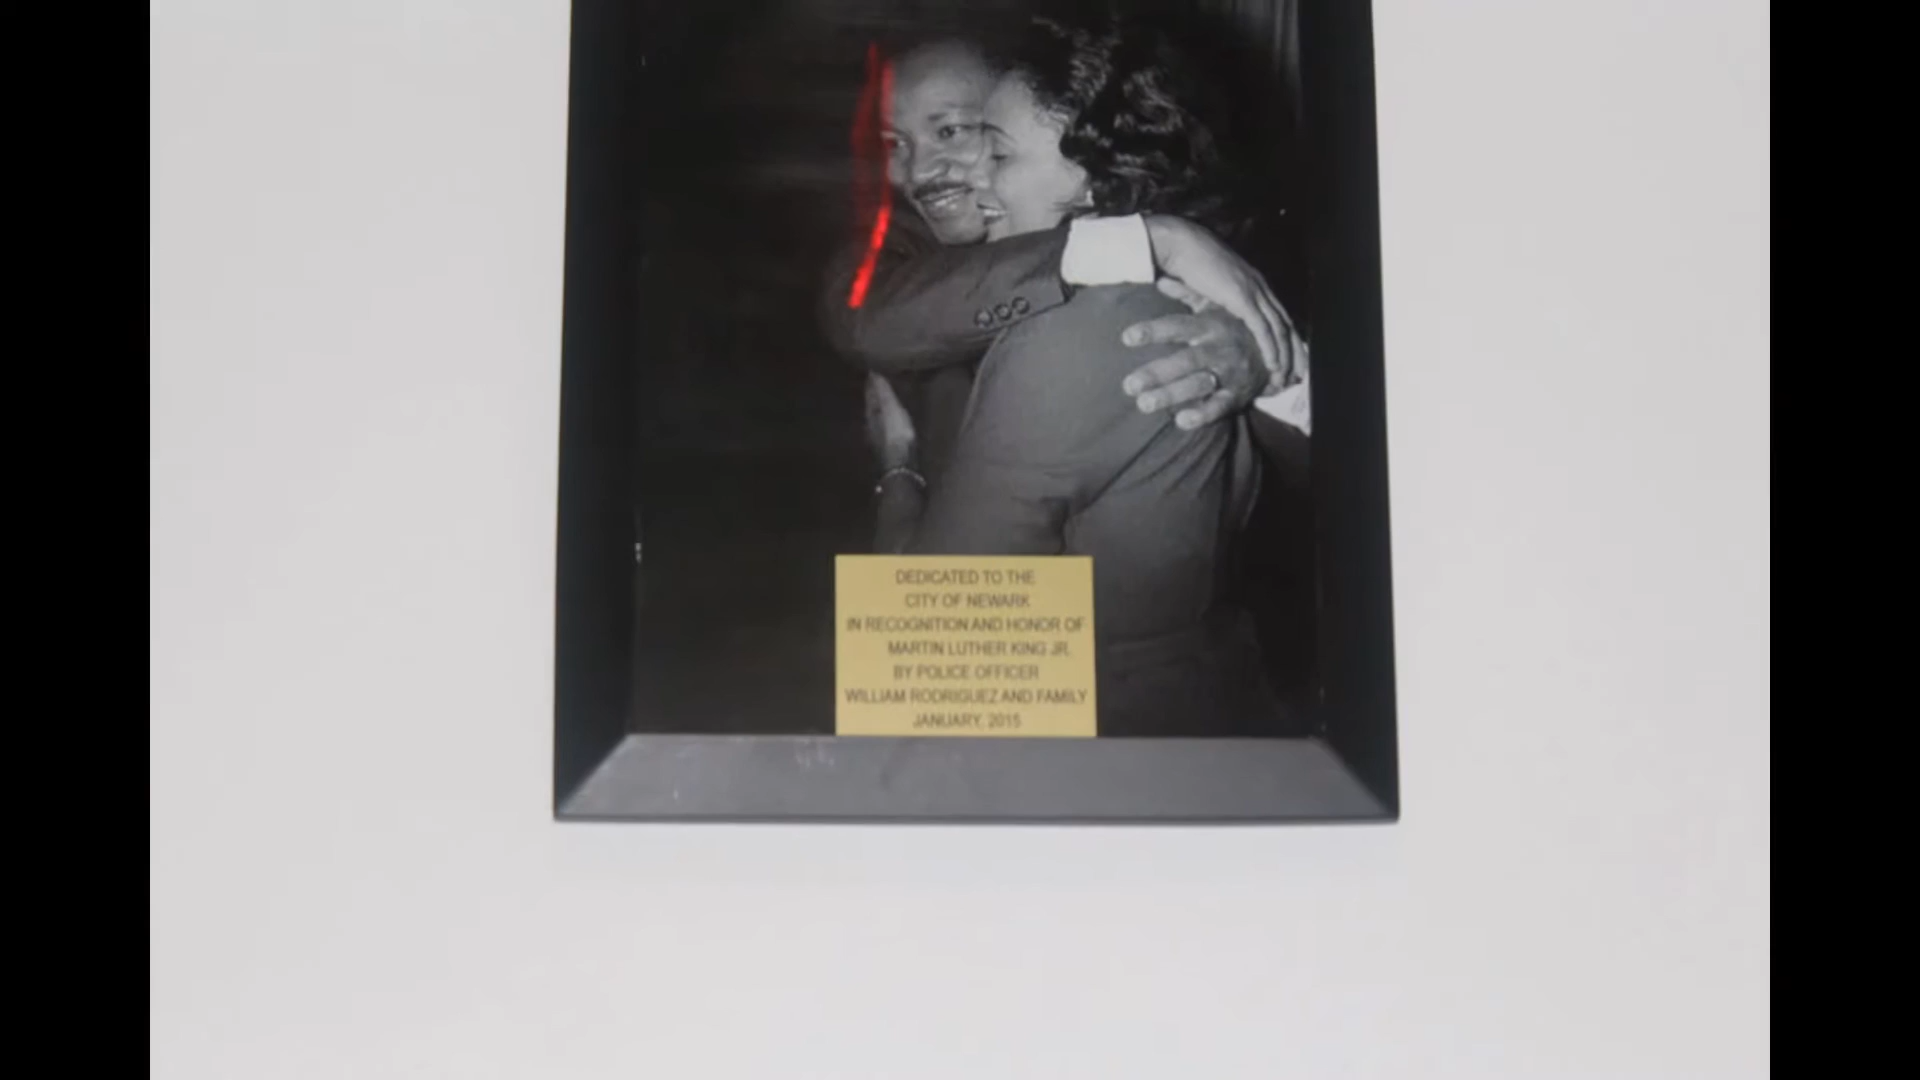 DEDICATED TO THE
CITY OF NEWARK
IN RECOGNITION AND HONOR OF
MARTIN LUTHER KING JR.
BY POLICE OFFICER
WILLIAM RODRIGUEZ AND FAMILY
JANUARY, 2015